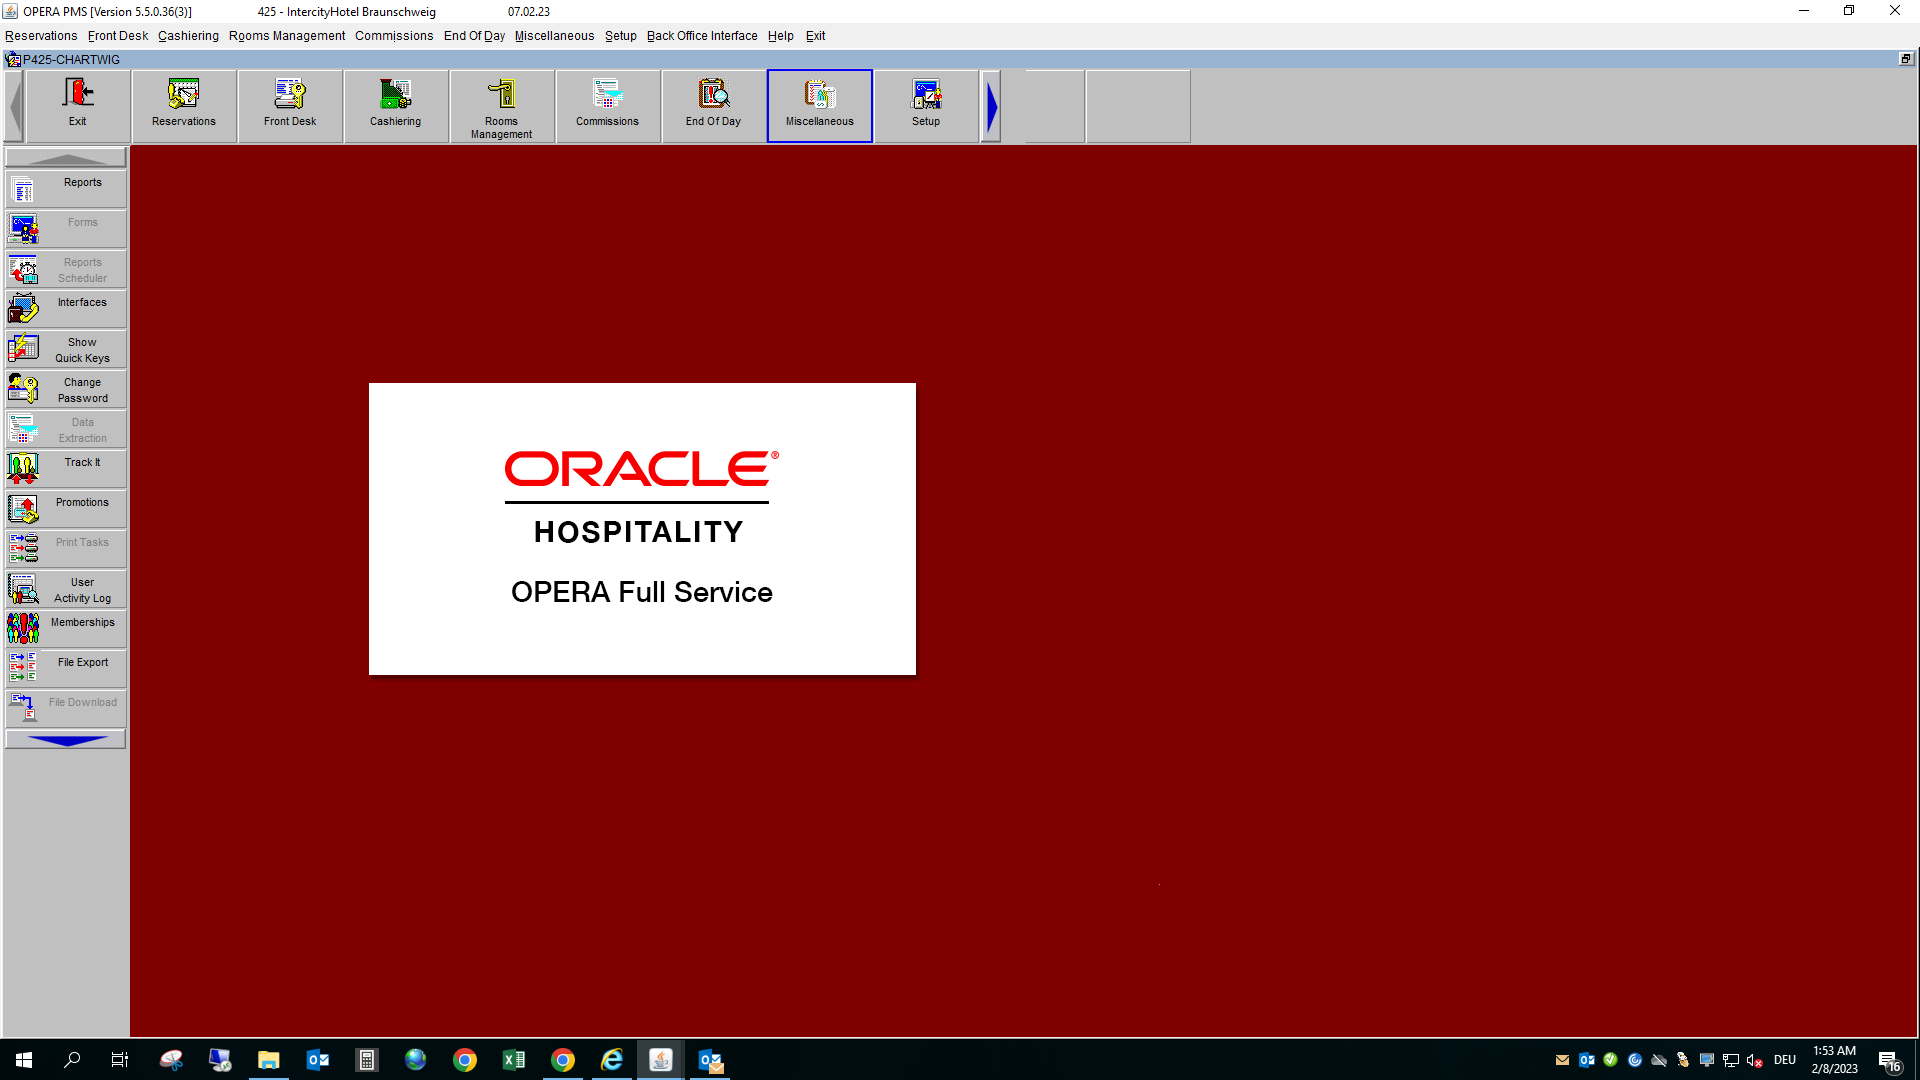 OPERA PMS [Version 5.5.0.36(3)] 425 - IntercityHotel Braunschweig 07.02.23
Reservations Front Desk Cashiering Rooms Management Commissions End Of Day Miscellaneous Setup Back Office Interface Help Exit
P425-CHARTWIG
Exit
Reservations
Front Desk
Cashiering
Rooms
Management
Commissions
End Of Day
Miscellaneous
Setup
Reports
Forms
Reports
Scheduler
Interfaces
Show
Quick Keys
Change
Password
Data
Extraction
Track It
Promotions
Print Tasks
User
Activity Log
Memberships
File Export
File Download
ORACLE®
HOSPITALITY
OPERA Full Service
DEU
1:53 AM
2/8/2023
16